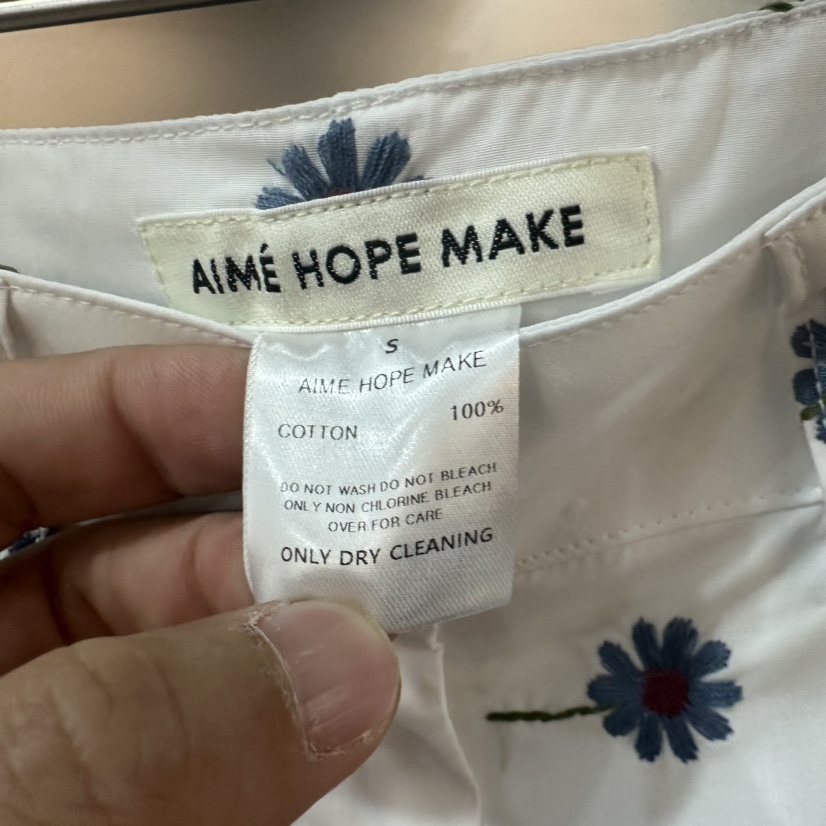 AIMÉ HOPE MAKE
S
AIME HOPE MAKE
100%
COTTON
DO NOT WASH DO NOT BLEACH
ONLY NON CHLORINE BLEACH
OVER FOR CARE
ONLY DRY CLEANING